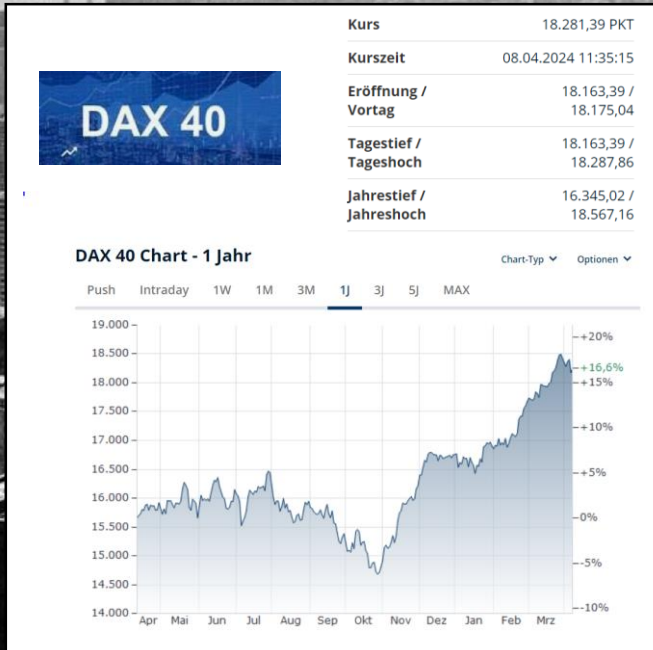 Kurs 18.281,39 PKT
Kurszeit 08.04.2024 11:35:15
Eröffnung / 18.163,39 /
Vortag 18.175,04
DAX 40
Tagestief / 18.163,39 /
Tageshoch 18.287,86
Jahrestief / 16.345,02 /
Jahreshoch 18.567,16
DAX 40 Chart - 1 Jahr
Chart-Typ Optionen
Push Intraday 1W 1M 3M 1J 3J 5J MAX
19.000
+20%
18.500
+16,6%
18.000
+15%
17.500
+10%
17.000
16.500
+5%
16.000
0%
15.500
15.000
-5%
14.500
-10%
14.000
Apr Mai Jun Jul Aug Sep Okt Nov Dez Jan Feb Mrz